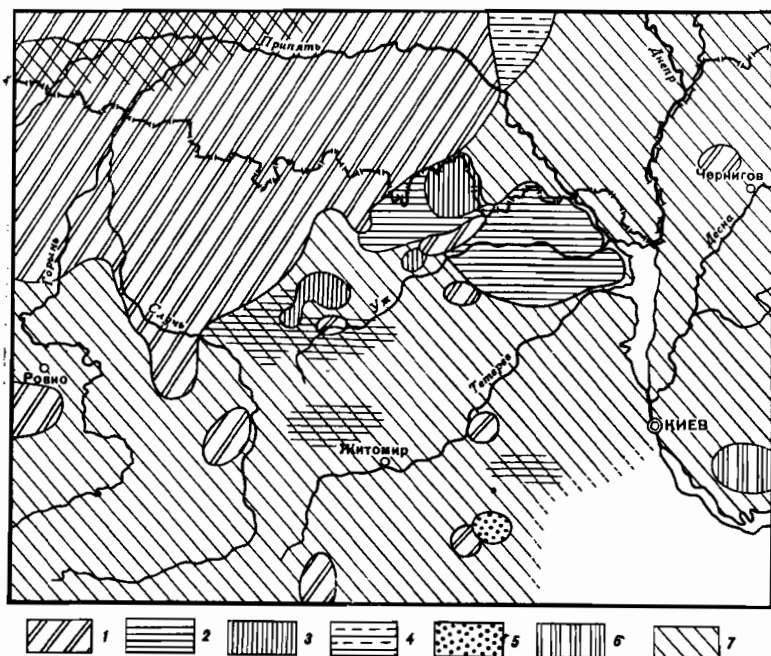 Припять
Днепр
Чернигов
Десна
Горынь
Случь
Уж
Ровно
Тетерев
КИЕВ
Житомир
1 2 3 4 5 6 7